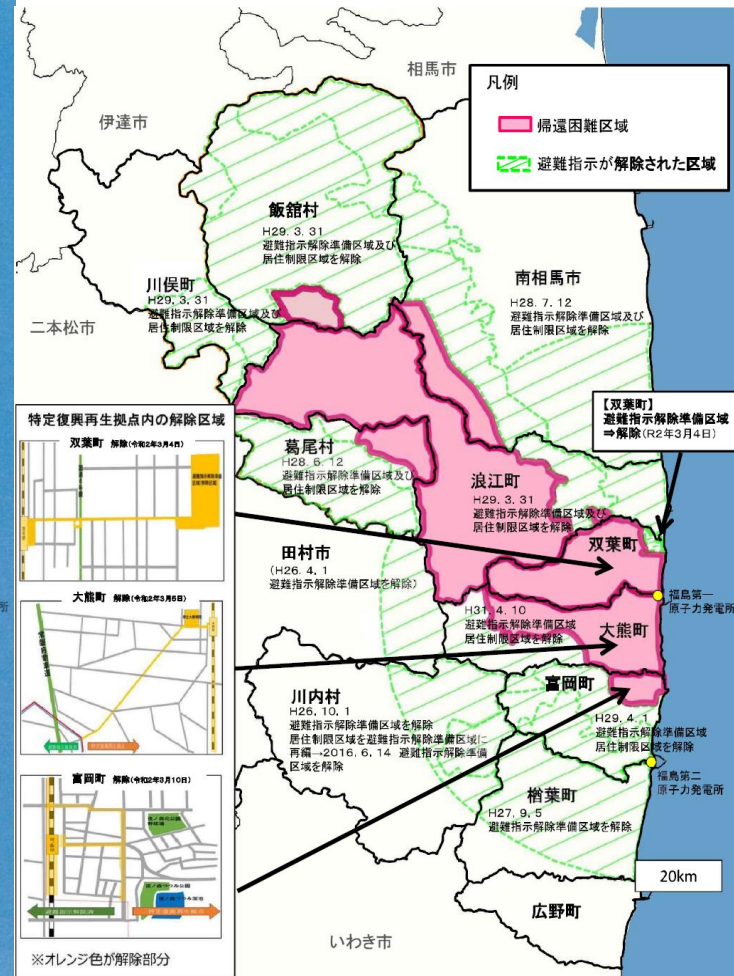 相馬市
伊達市
凡例
帰還困難区域
避難指示が解除された区域
飯舘村
H29. 3. 31
避難指示解除準備区域及び
居住制限区域を解除
川俣町
H29. 3. 31
避難指示解除準備区域及び
居住制限区域を解除
二本松市
南相馬市
H28. 7. 12
避難指示解除準備区域及び
居住制限区域を解除
【双葉町】
避難指示解除準備区域
⇒解除(R2年3月4日)
葛尾村
H28. 6. 12
避難指示解除準備区域及び
居住制限区域を解除
浪江町
H29. 3. 31
避難指示解除準備区域及び
居住制限区域を解除
田村市
(H26. 4. 1
避難指示解除準備区域を解除)
双葉町
福島第一
原子力発電所
H31. 4. 10
避難指示解除準備区域
居住制限区域を解除
大熊町
川内村
H26. 10. 1
避難指示解除準備区域を解除
居住制限区域を避難指示解除準備区域に
再編→2016. 6. 14 避難指示解除準備
区域を解除
富岡町
H29. 4. 1
避難指示解除準備区域
居住制限区域を解除
福島第二
原子力発電所
楢葉町
H27. 9. 5
避難指示解除準備区域を解除
20km
広野町
いわき市
特定復興再生拠点内の解除区域
双葉町 解除(令和2年3月4日)
大熊町 解除(令和2年3月5日)
常磐自動車道
富岡町 解除(令和2年3月10日)
※オレンジ色が解除部分
所